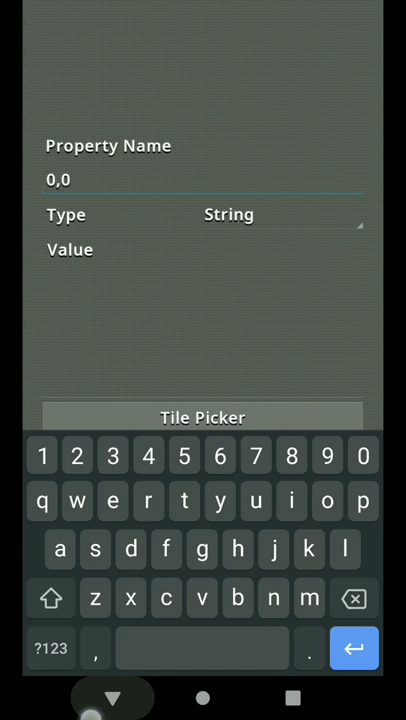 Property Name
0,0
Type String
Value
Tile Picker
1 2 3 4 5 6 7 8 9 0
q w e r t y u i o p
a s d f g h j k l
z x c v b n m
?123 , .